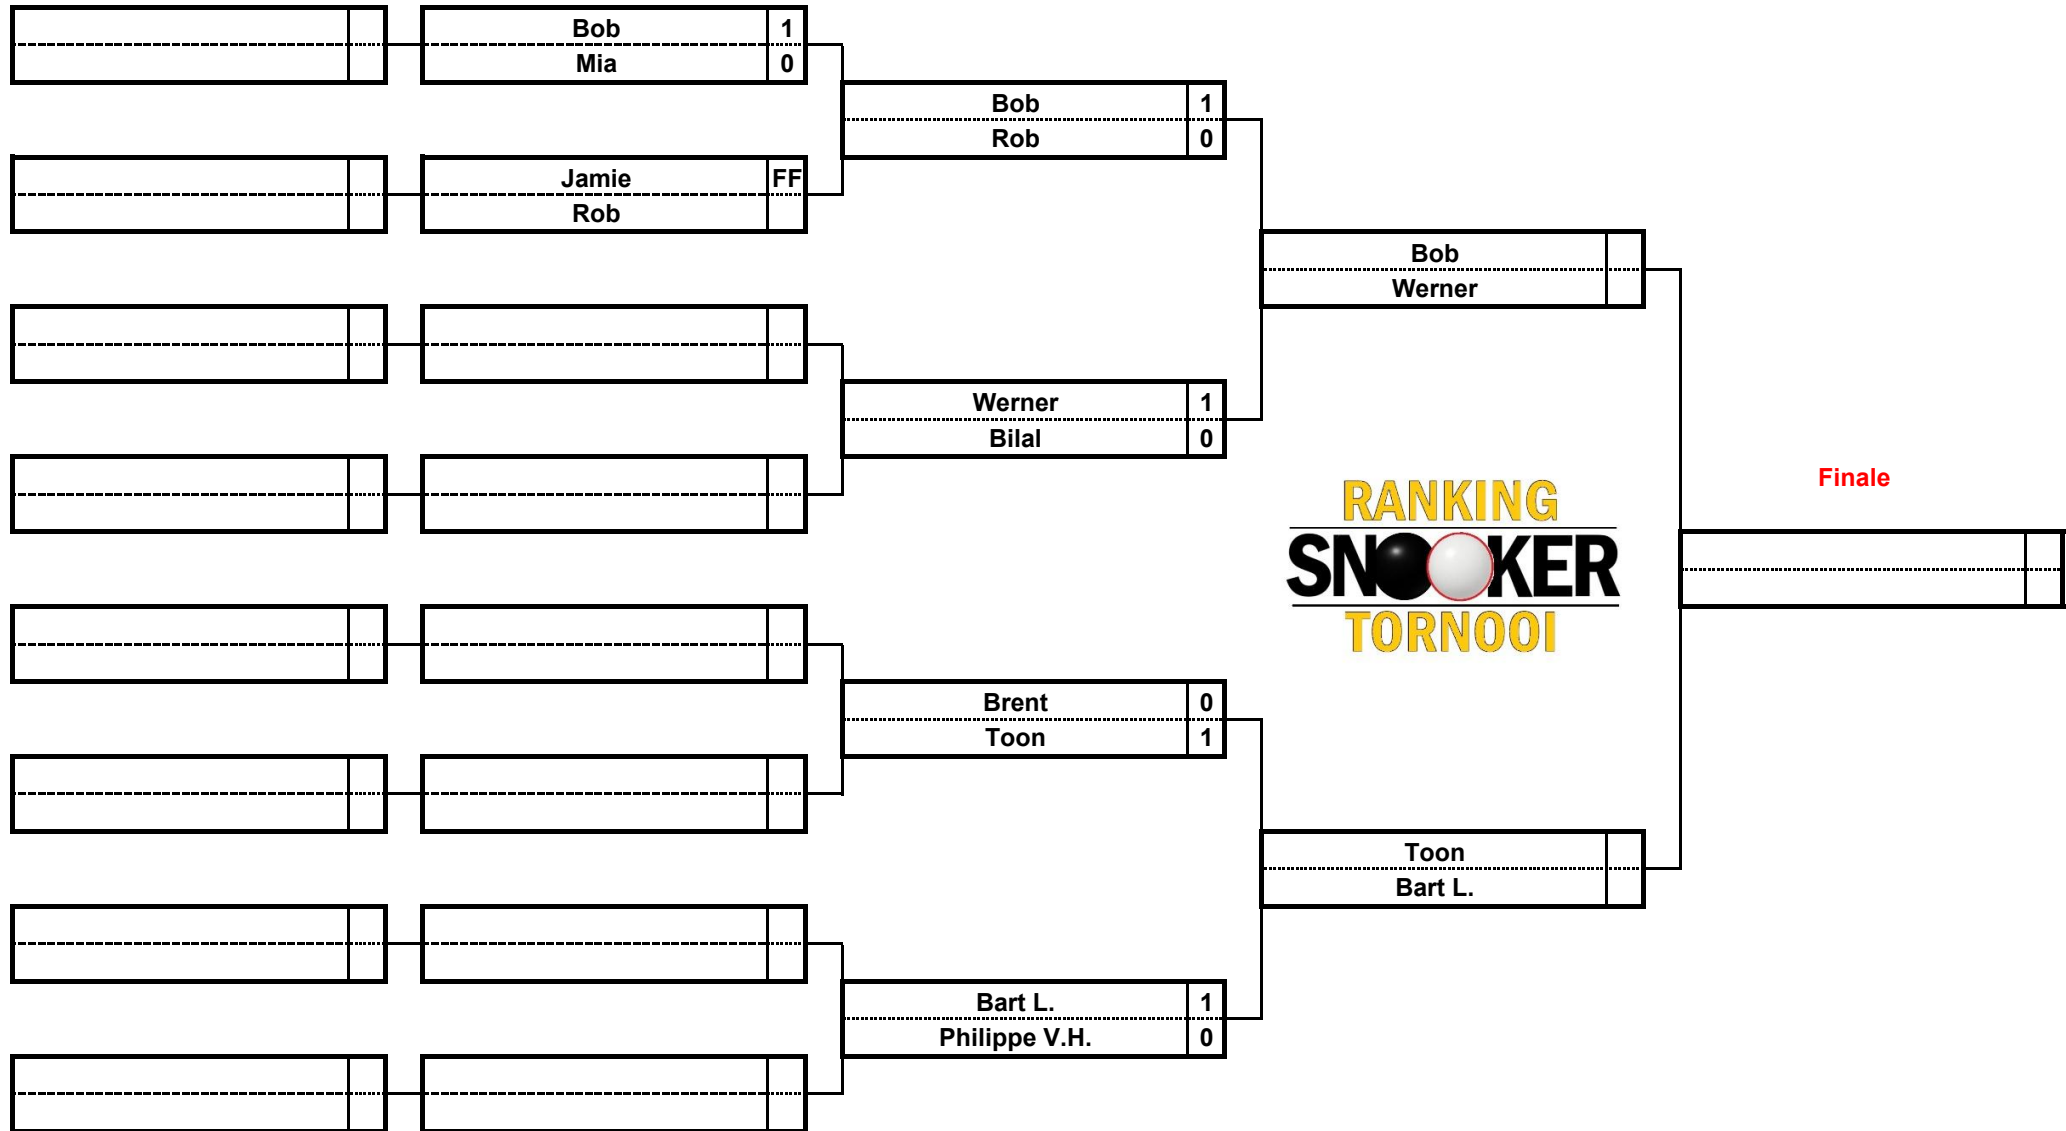 Bob 1
Mia 0
Jamie FF
Rob
Bob 1
Rob 0
Werner 1
Bilal 0
Brent 0
Toon 1
Bart L. 1
Philippe V.H. 0
Bob
Werner
Toon
Bart L.
RANKING
SNOOKER
TORNOOI
Finale